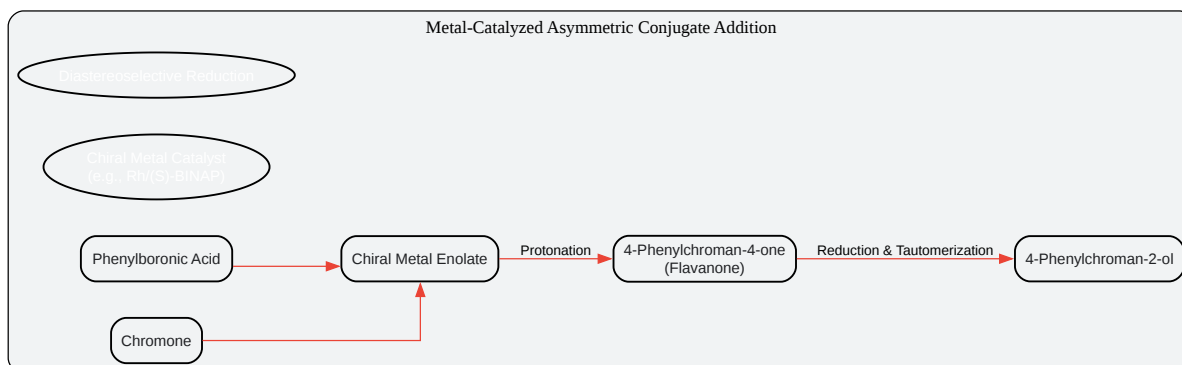 Metal-Catalyzed Asymmetric Conjugate Addition
Diastereoselective Reduction
Chiral Metal Catalyst
(e.g., Rh/(S)-BINAP)
Phenylboronic Acid
Chiral Metal Enolate
Protonation
4-Phenylchroman-4-one
(Flavanone)
Reduction & Tautomerization
4-Phenylchroman-2-ol
Chromone